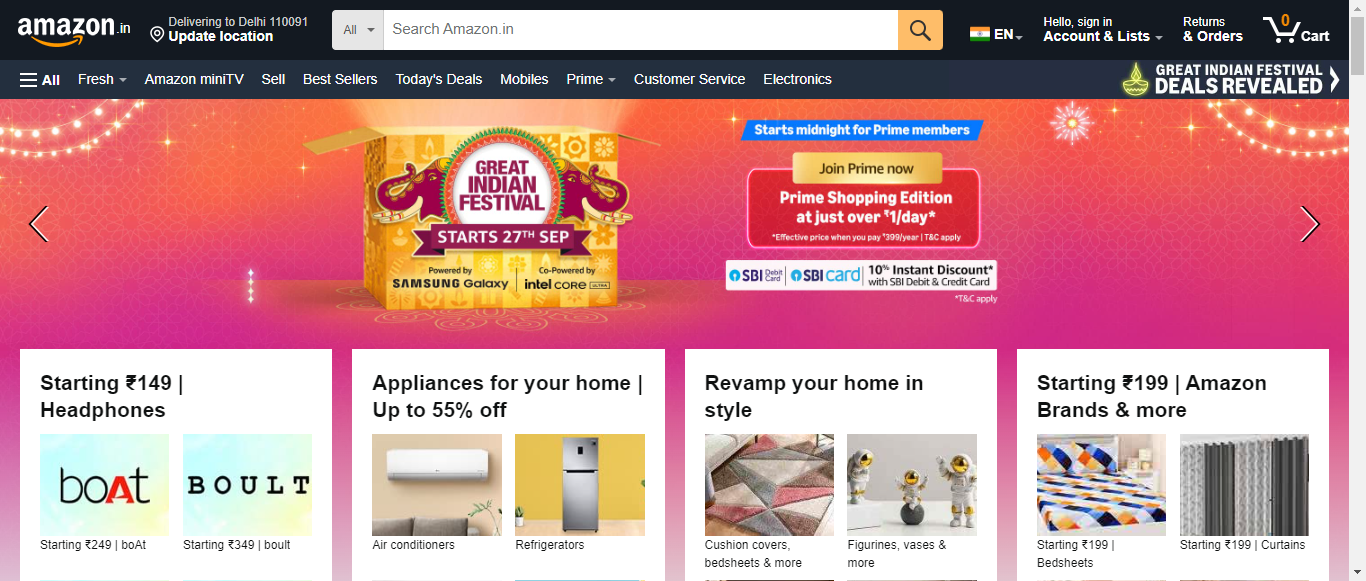 amazon.in
Delivering to Delhi 110091
Update location
All
Search Amazon.in
EN
Hello, sign in
Account & Lists
Returns
& Orders
0
Cart
All
Fresh
Amazon miniTV
Sell
Best Sellers
Today's Deals
Mobiles
Prime
Customer Service
Electronics
GREAT INDIAN FESTIVAL
DEALS REVEALED
GREAT
INDIAN
FESTIVAL
STARTS 27TH SEP
Powered by
SAMSUNG Galaxy
Co-Powered by
intel core ULTRA
Starts midnight for Prime members
Join Prime now
Prime Shopping Edition
at just over ₹1/day*
*Effective price when you pay ₹399/year | T&C apply
SBI Debit Card
SBI card
10% Instant Discount*
with SBI Debit & Credit Card
*T&C apply
Starting ₹149 |
Headphones
boAt
BOULT
Starting ₹249 | boAt
Starting ₹349 | boult
Appliances for your home |
Up to 55% off
Air conditioners
Refrigerators
Revamp your home in
style
Cushion covers,
bedsheets & more
Figurines, vases &
more
Starting ₹199 | Amazon
Brands & more
Starting ₹199 |
Bedsheets
Starting ₹199 | Curtains